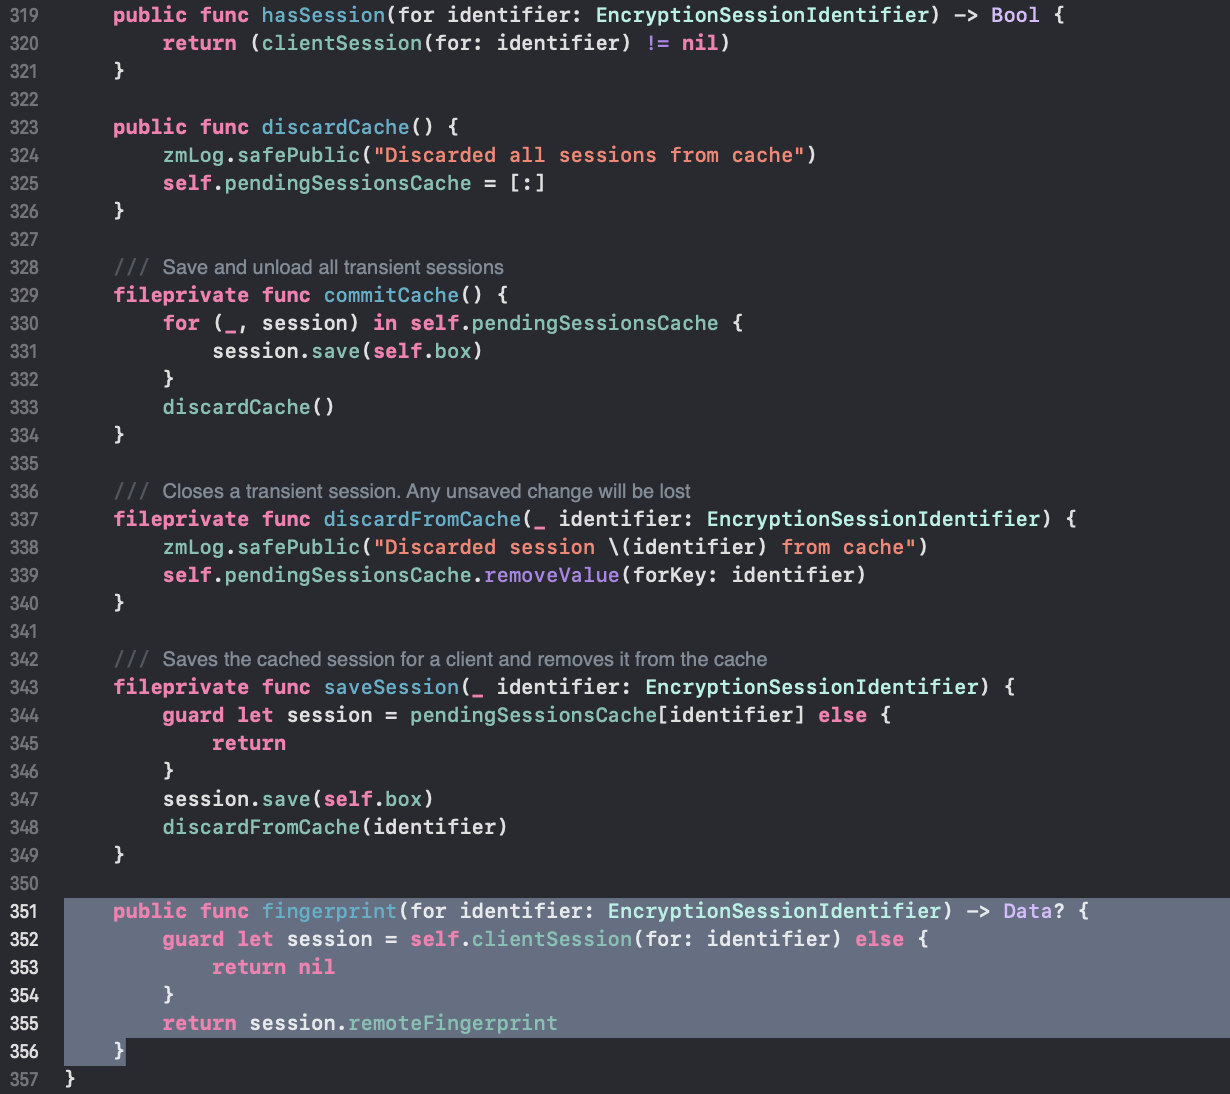 319 public func hasSession(for identifier: EncryptionSessionIdentifier) -> Bool {
320 return (clientSession(for: identifier) != nil)
321 }
322
323 public func discardCache() {
324 zmLog.safePublic("Discarded all sessions from cache")
325 self.pendingSessionsCache = [:]
326 }
327
328 /// Save and unload all transient sessions
329 fileprivate func commitCache() {
330 for (_, session) in self.pendingSessionsCache {
331 session.save(self.box)
332 }
333 discardCache()
334 }
335
336 /// Closes a transient session. Any unsaved change will be lost
337 fileprivate func discardFromCache(_ identifier: EncryptionSessionIdentifier) {
338 zmLog.safePublic("Discarded session \(identifier) from cache")
339 self.pendingSessionsCache.removeValue(forKey: identifier)
340 }
341
342 /// Saves the cached session for a client and removes it from the cache
343 fileprivate func saveSession(_ identifier: EncryptionSessionIdentifier) {
344 guard let session = pendingSessionsCache[identifier] else {
345 return
346 }
347 session.save(self.box)
348 discardFromCache(identifier)
349 }
350
351 public func fingerprint(for identifier: EncryptionSessionIdentifier) -> Data? {
352 guard let session = self.clientSession(for: identifier) else {
353 return nil
354 }
355 return session.remoteFingerprint
356 }
357 }